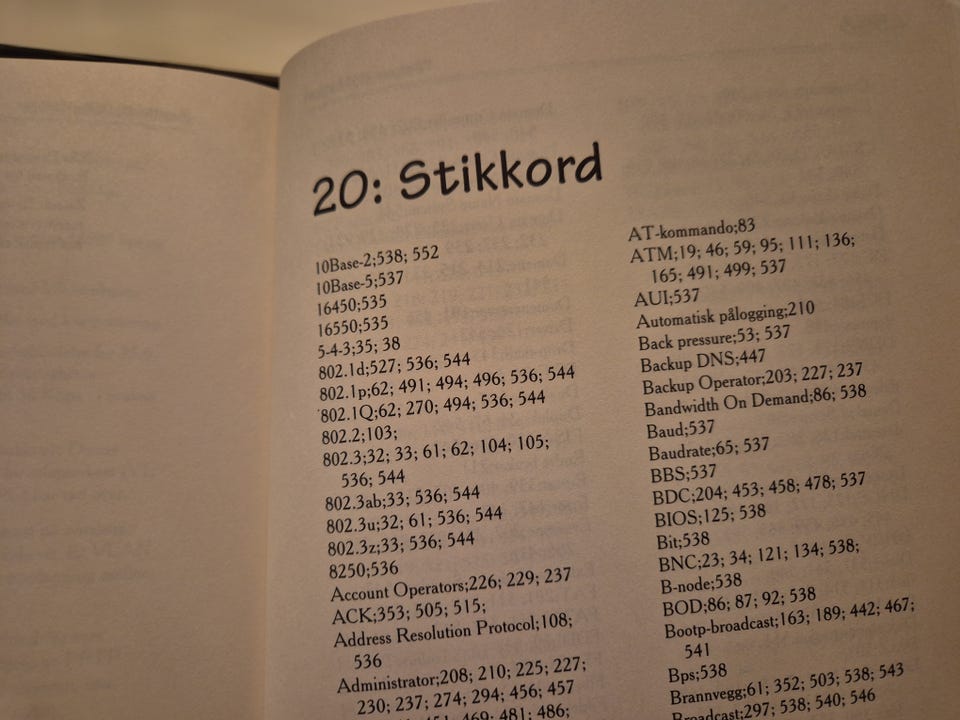 20: Stikkord
10Base-2;538; 552
10Base-5;537
16450;535
16550;535
5-4-3;35; 38
802.1d;527; 536; 544
802.1p;62; 491; 494; 496; 536; 544
802.1Q;62; 270; 494; 536; 544
802.2;103;
802.3;32; 33; 61; 62; 104; 105;
536; 544
802.3ab;33; 536; 544
802.3u;32; 61; 536; 544
802.3z;33; 536; 544
8250;536
Account Operators;226; 229; 237
ACK;353; 505; 515;
Address Resolution Protocol;108;
536
Administrator;208; 210; 225; 227;
230; 237; 274; 294; 456; 457
469; 481; 486;
AT-kommando;83
ATM;19; 46; 59; 95; 111; 136;
165; 491; 499; 537
AUI;537
Automatisk pålogging;210
Back pressure;53; 537
Backup DNS;447
Backup Operator;203; 227; 237
Bandwidth On Demand;86; 538
Baud;537
Baudrate;65; 537
BBS;537
BDC;204; 453; 458; 478; 537
BIOS;125; 538
Bit;538
BNC;23; 34; 121; 134; 538;
B-node;538
BOD;86; 87; 92; 538
Bootp-broadcast;163; 189; 442; 467;
541
Bps;538
Brannvegg;61; 352; 503; 538; 543
Broadcast;297; 538; 540; 546